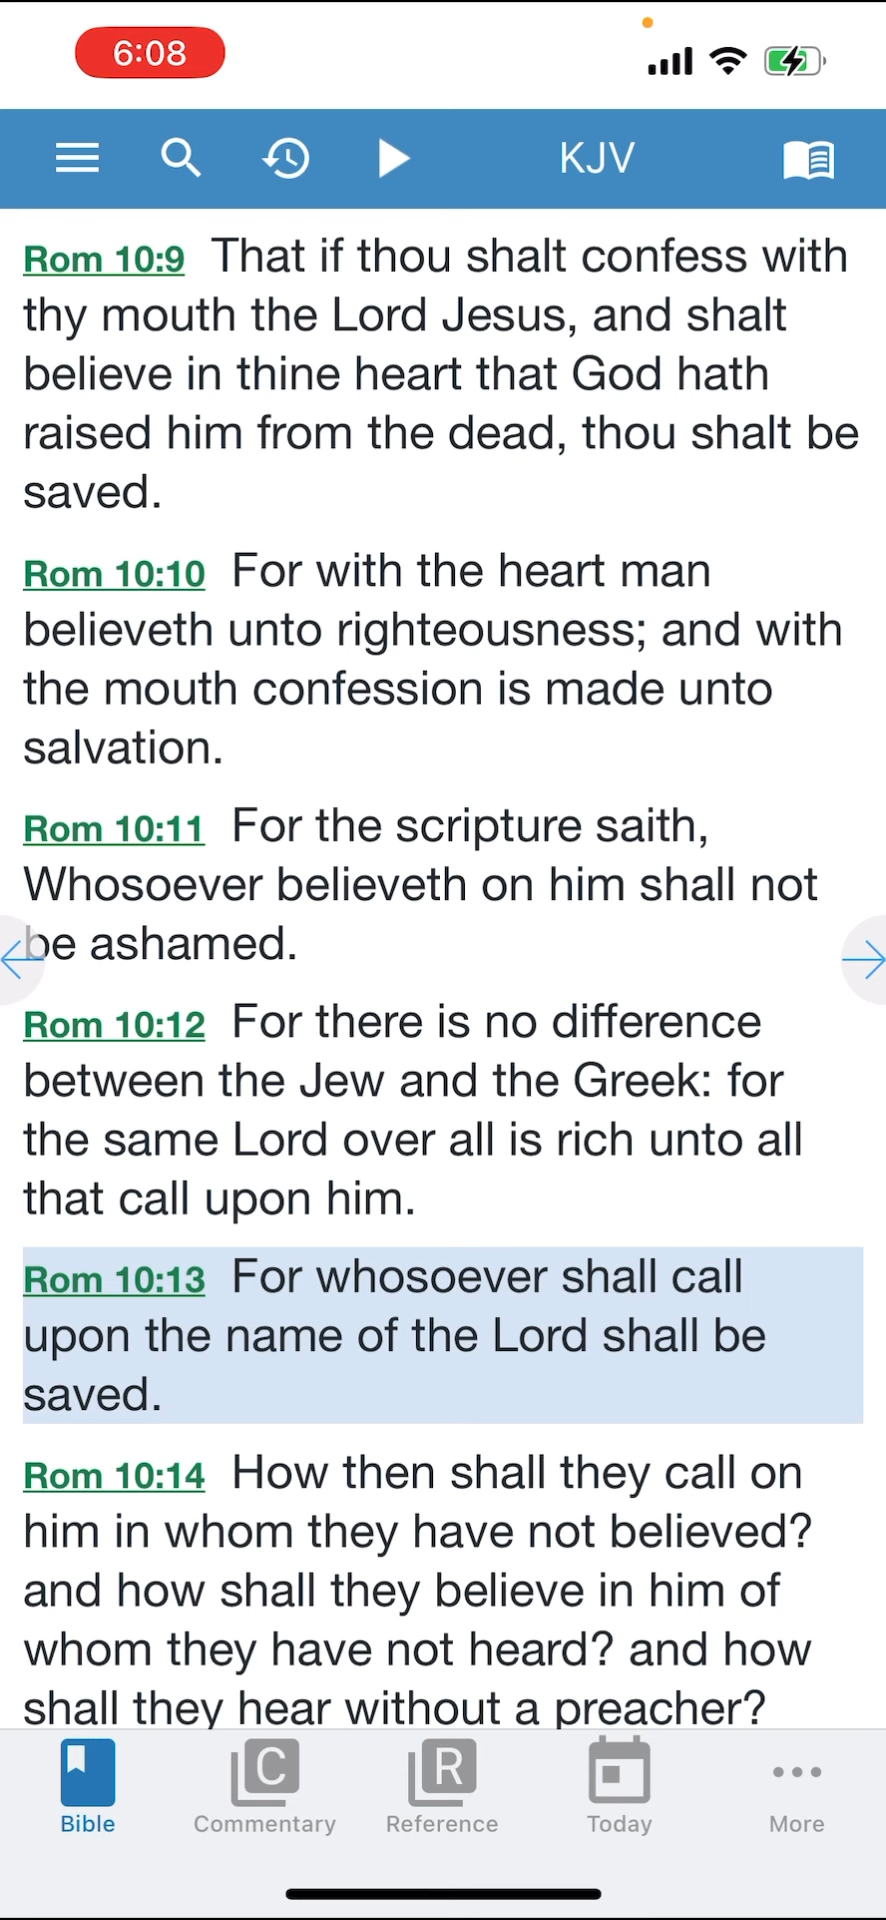 6:08
KJV
Rom 10:9 That if thou shalt confess with
thy mouth the Lord Jesus, and shalt
believe in thine heart that God hath
raised him from the dead, thou shalt be
saved.
Rom 10:10 For with the heart man
believeth unto righteousness; and with
the mouth confession is made unto
salvation.
Rom 10:11 For the scripture saith,
Whosoever believeth on him shall not
be ashamed.
Rom 10:12 For there is no difference
between the Jew and the Greek: for
the same Lord over all is rich unto all
that call upon him.
Rom 10:13 For whosoever shall call
upon the name of the Lord shall be
saved.
Rom 10:14 How then shall they call on
him in whom they have not believed?
and how shall they believe in him of
whom they have not heard? and how
shall they hear without a preacher?
C R
Bible Commentary Reference Today More